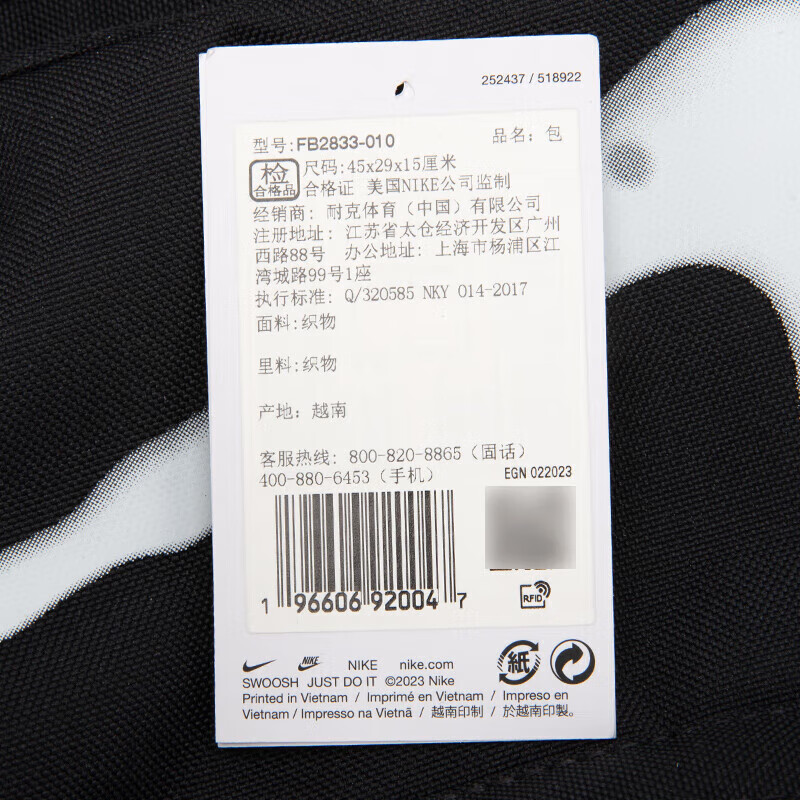 252437 / 518922
型号:FB2833-010 品名: 包
检 尺码:45x29x15厘米
合格品 合格证 美国NIKE公司监制
经销商: 耐克体育（中国）有限公司
注册地址: 江苏省太仓经济开发区广州
西路88号 办公地址: 上海市杨浦区江
湾城路99号1座
执行标准: Q/320585 NKY 014-2017
面料:织物
里料:织物
产地: 越南
客服热线: 800-820-8865（固话）
400-880-6453（手机）
EGN 022023
1 96606 92004 7
RFID
紙
NIKE NIKE nike.com
SWOOSH JUST DO IT ©2023 Nike
Printed in Vietnam / Imprimé en Vietnam / Impreso en
Vietnam / Impresso na Vietnã / 越南印制 / 於越南印製。